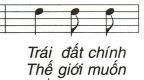 Trái đất chính
Thế giới muốn